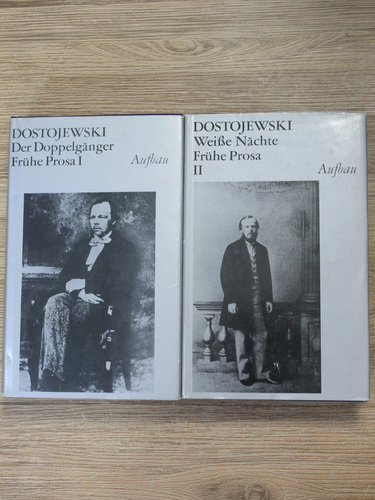 DOSTOJEWSKI
Der Doppelgänger
Frühe Prosa I
Aufbau
DOSTOJEWSKI
Weiße Nächte
Frühe Prosa
II
Aufbau